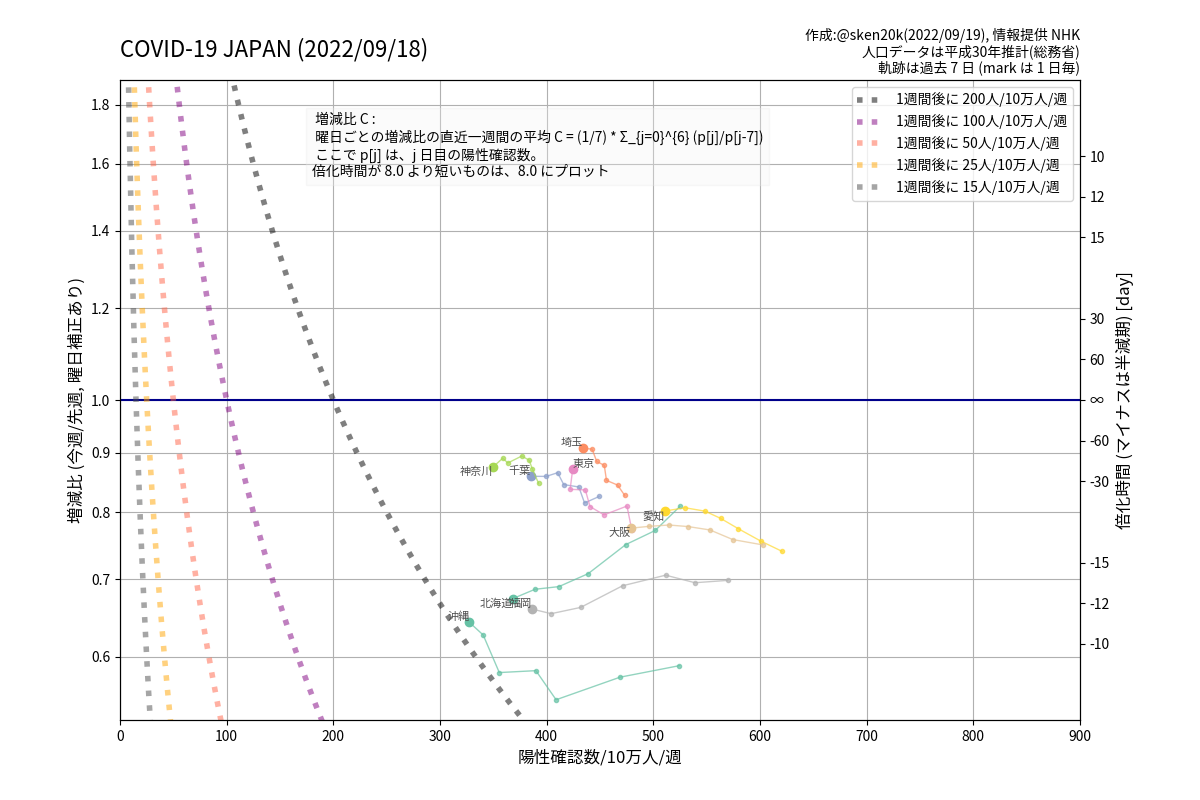 COVID-19 JAPAN (2022/09/18)
作成:@sken20k(2022/09/19), 情報提供 NHK
人口データは平成30年推計(総務省)
軌跡は過去 7 日 (mark は 1 日毎)
増減比 C :
曜日ごとの増減比の直近一週間の平均 C = (1/7) * Σ_{j=0}^{6} (p[j]/p[j-7])
ここで p[j] は、j 日目の陽性確認数。
倍化時間が 8.0 より短いものは、8.0 にプロット
1週間後に 200人/10万人/週
1週間後に 100人/10万人/週
1週間後に 50人/10万人/週
1週間後に 25人/10万人/週
1週間後に 15人/10万人/週
増減比 (今週/先週, 曜日補正あり)
1.8
1.6
1.4
1.2
1.0
0.9
0.8
0.7
0.6
埼玉
東京
神奈川
千葉
愛知
大阪
北海道
福岡
沖縄
10
12
15
30
60
∞
-60
-30
-15
-12
-10
倍化時間 (マイナスは半減期) [day]
0 100 200 300 400 500 600 700 800 900
陽性確認数/10万人/週